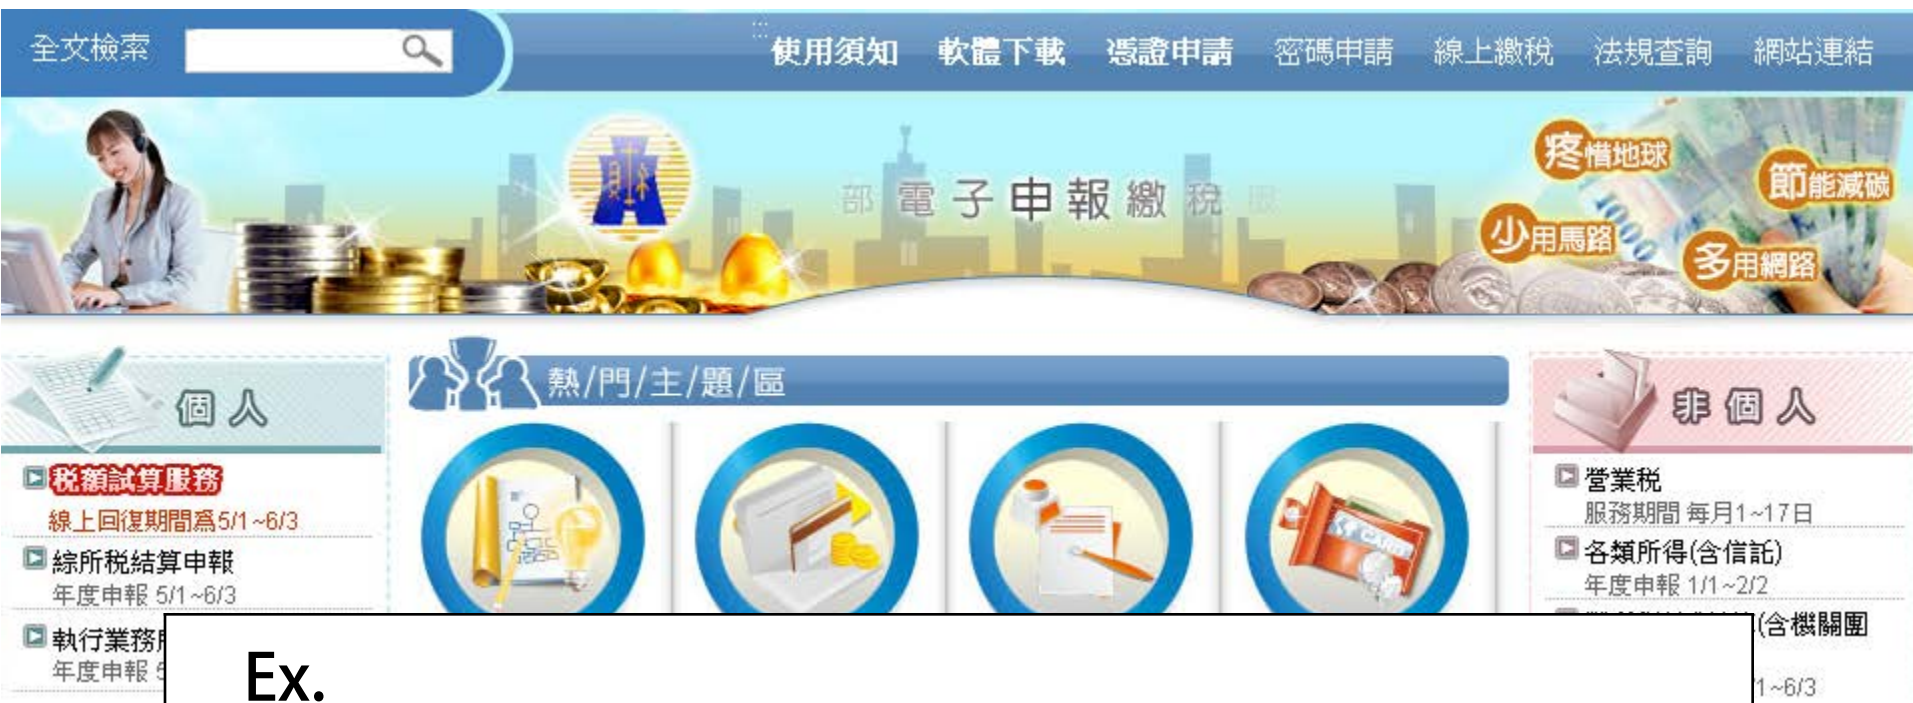 全文檢索
使用須知 軟體下載 憑證申請 密碼申請 線上繳稅 法規查詢 網站連結
疼惜地球
節能減碳
部電子申報繳稅服
少用馬路
多用網路
個人
稅額試算服務
線上回復期間為5/1~6/3
綜所稅結算申報
年度申報 5/1~6/3
執行業務
年度申報
熱/門/主/題/區
非個人
營業稅
服務期間 每月1~17日
各類所得(含信託)
年度申報 1/1~2/2
(含機關團
1~6/3
Ex.